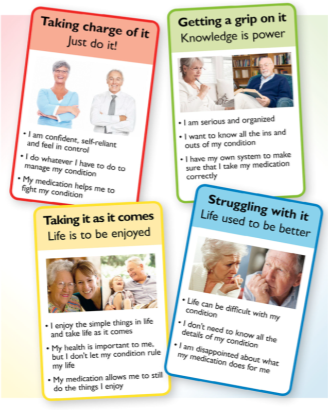 Taking charge of it
Just do it!
• I am confident, self-reliant
and feel in control
• I do whatever I have to do to
manage my condition
• My medication helps me to
fight my condition
Getting a grip on it
Knowledge is power
• I am serious and organized
• I want to know all the ins and
outs of my condition
• I have my own system to make
sure that I take my medication
correctly
Taking it as it comes
Life is to be enjoyed
• I enjoy the simple things in life
and take life as it comes
• My health is important to me,
but I don't let my condition rule
my life
• My medication allows me to still
do the things I enjoy
Struggling with it
Life used to be better
• Life can be difficult with my
condition
• I don't need to know all the
details of my condition
• I am disappointed about what
my medication does for me